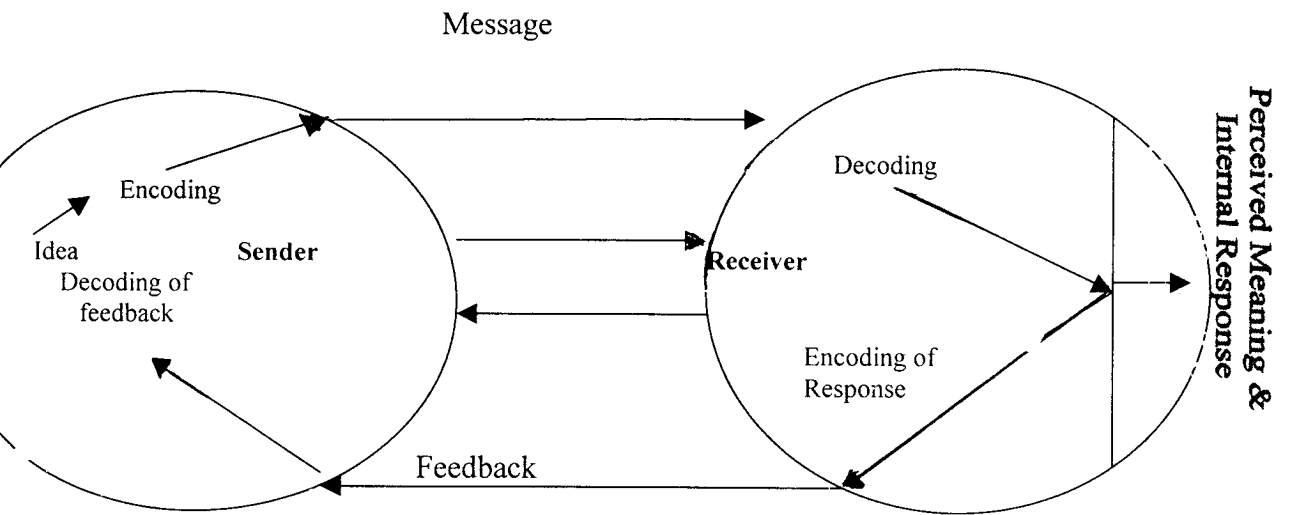 Message
Encoding
Idea
Sender
Decoding of
feedback
Decoding
Receiver
Encoding of
Response
Feedback
Perceived Meaning &
Internal Response